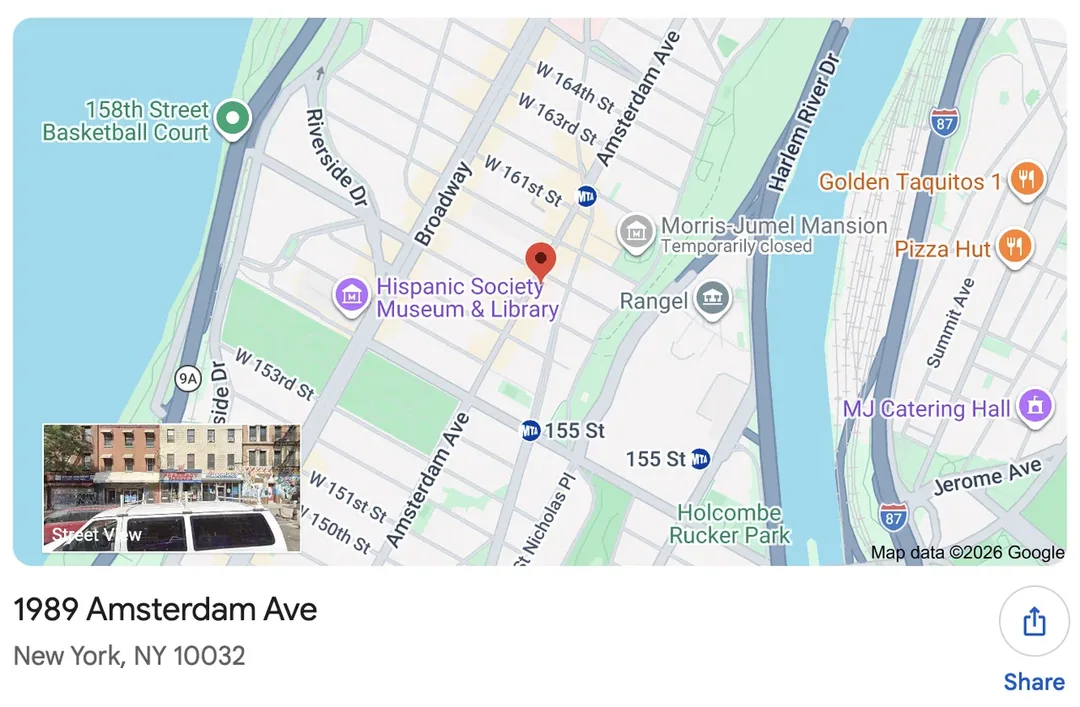 W 164th St
Amsterdam Ave
Harlem River Dr
158th Street
Basketball Court
W 163rd St
87
Riverside Dr
W 161st St
MTA
Golden Taquitos 1
Broadway
Morris-Jumel Mansion
Temporarily closed
Pizza Hut
Hispanic Society
Museum & Library
Rangel
Summit Ave
W 153rd St
9A
side Dr
MJ Catering Hall
Amsterdam Ave
MTA 155 St
155 St MTA
Jerome Ave
W 151st St
W 150th St
St Nicholas Pl
Holcombe
Rucker Park
87
Street View
Map data ©2026 Google
1989 Amsterdam Ave
New York, NY 10032
Share